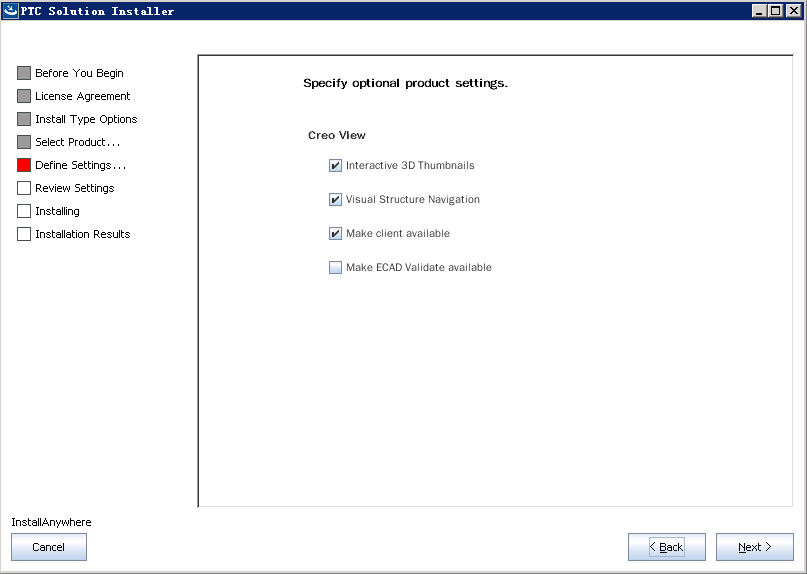 PTC Solution Installer
Before You Begin
License Agreement
Install Type Options
Select Product...
Define Settings...
Review Settings
Installing
Installation Results
Specify optional product settings.
Creo View
Interactive 3D Thumbnails
Visual Structure Navigation
Make client available
Make ECAD Validate available
InstallAnywhere
Cancel
< Back
Next >